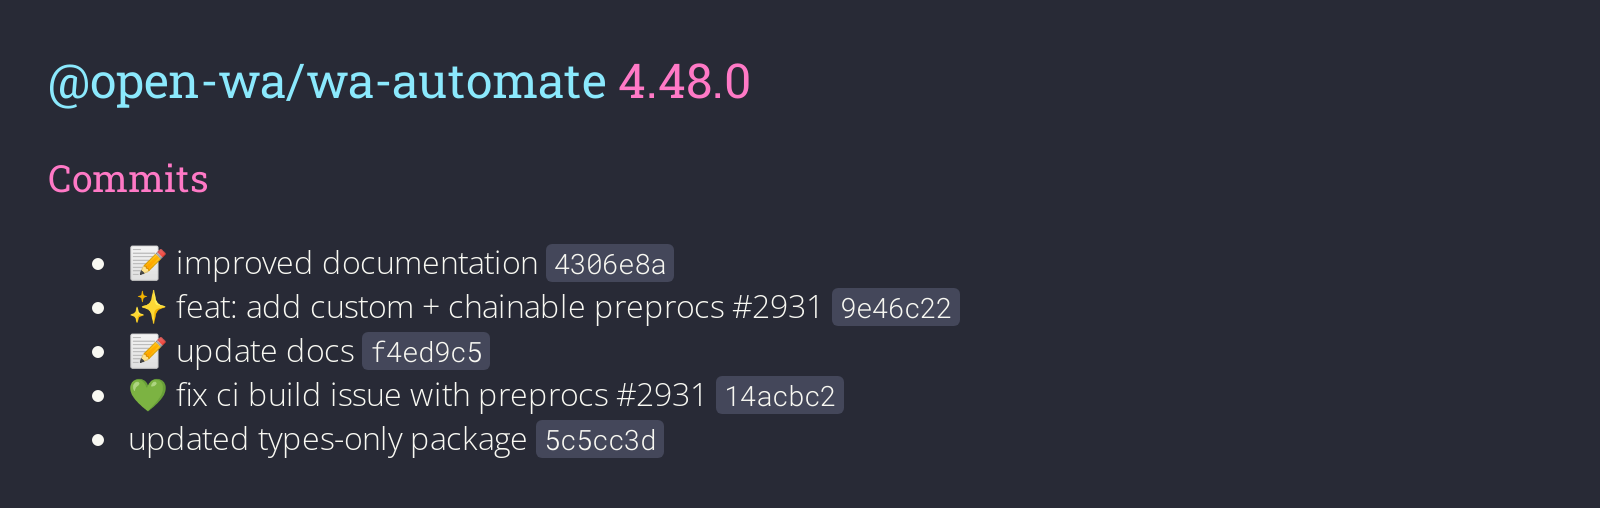 @open-wa/wa-automate 4.48.0
Commits
• 📝 improved documentation 4306e8a
• ✨ feat: add custom + chainable preprocs #2931 9e46c22
• 📝 update docs f4ed9c5
• 💚 fix ci build issue with preprocs #2931 14acbc2
• updated types-only package 5c5cc3d